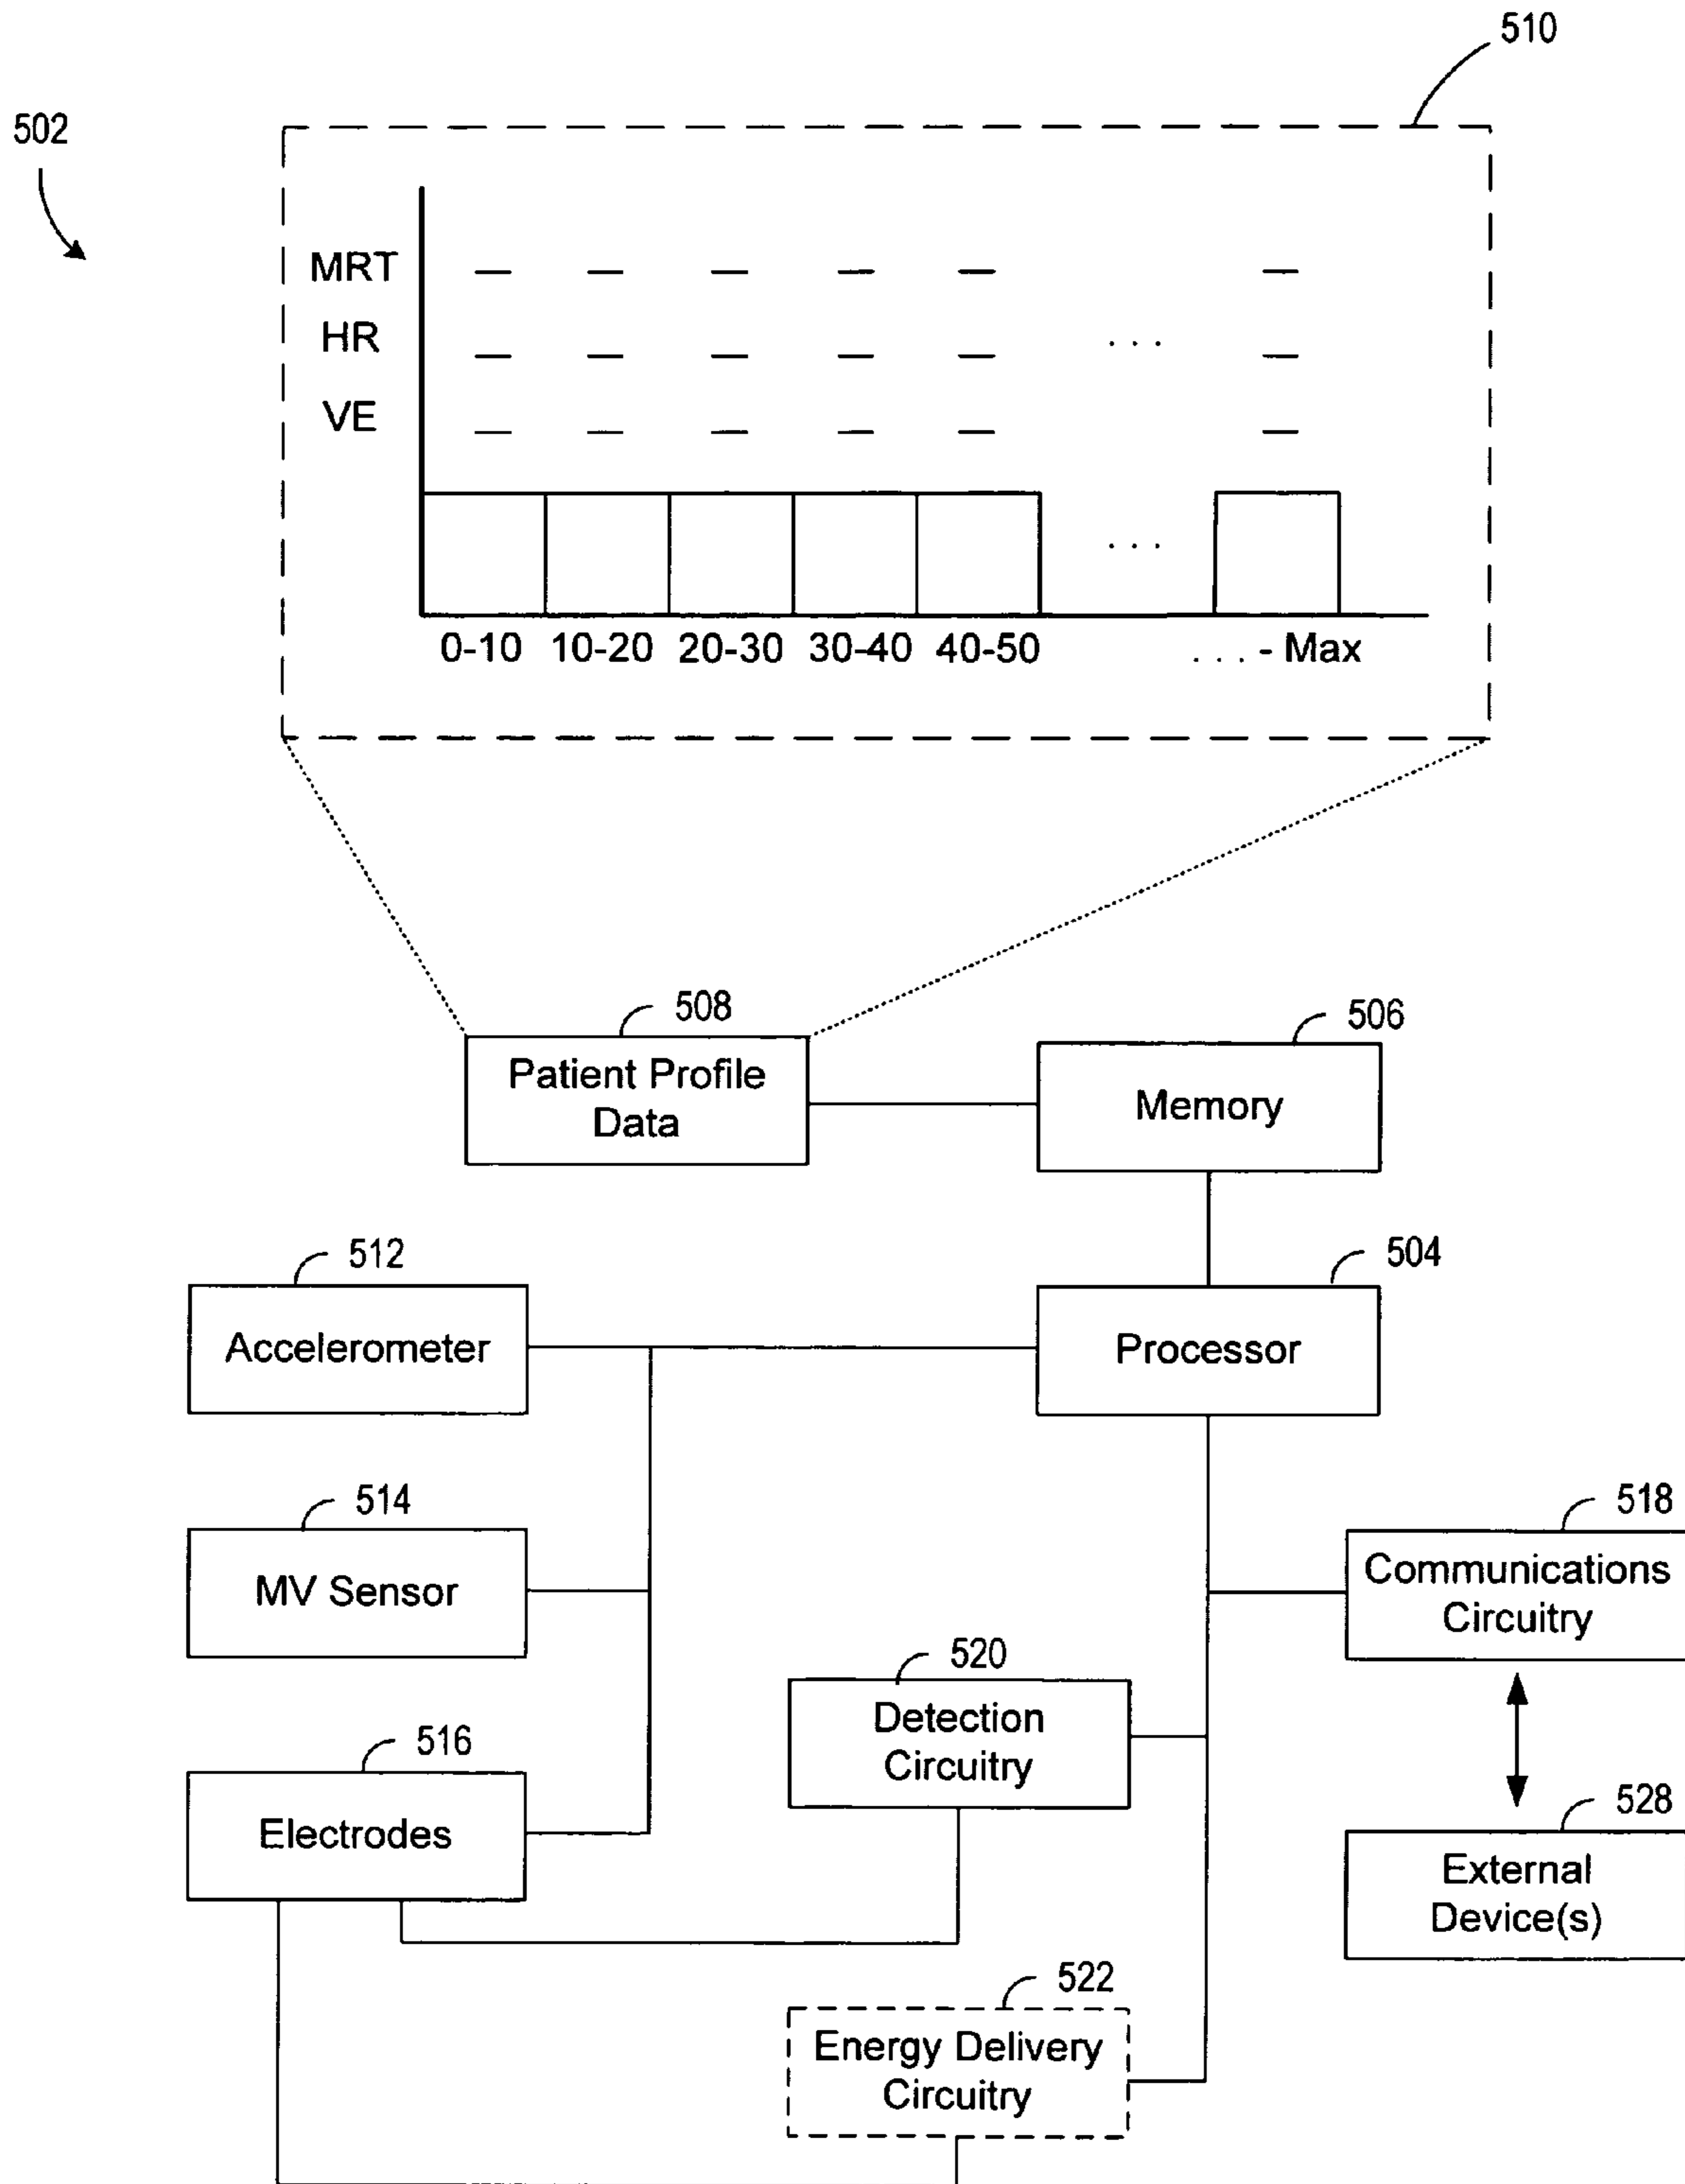 510
502
MRT
HR
. . .
VE
. . .
0-10 10-20 20-30 30-40 40-50 . . . - Max
508
506
Patient Profile
Data
Memory
512
504
Accelerometer
Processor
514
518
MV Sensor
Communications
Circuitry
520
Detection
Circuitry
516
Electrodes
528
External
Device(s)
522
Energy Delivery
Circuitry